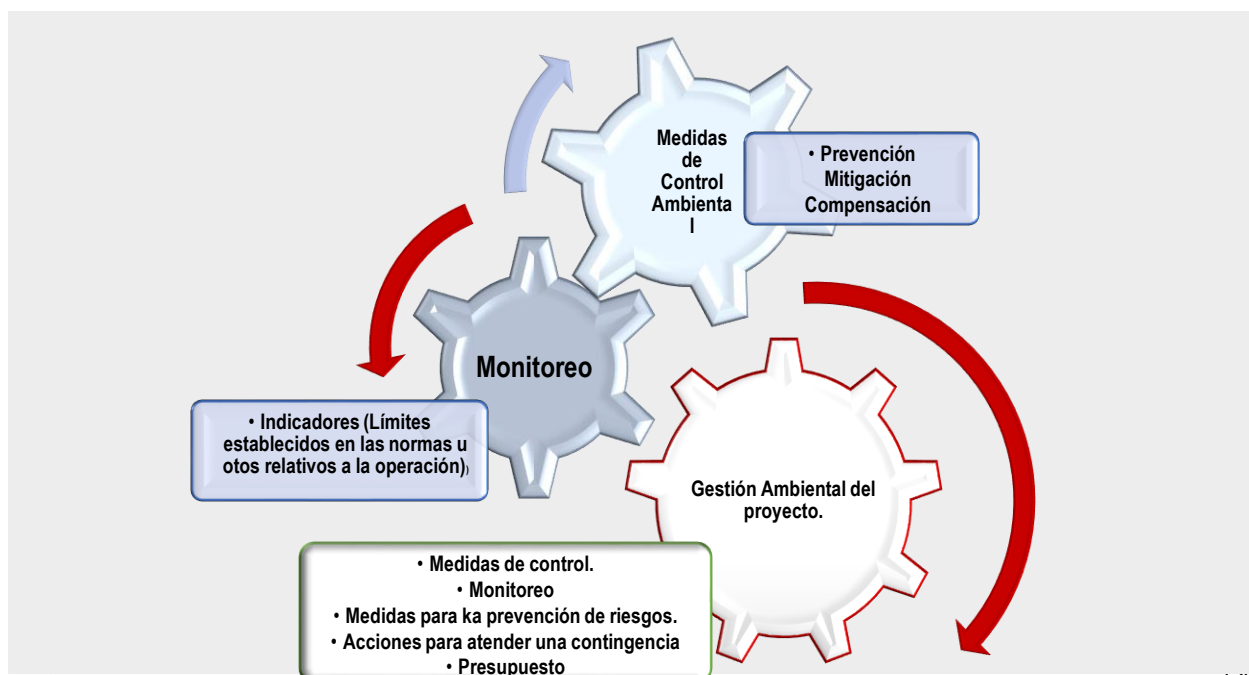 Medidas
de
Control
Ambienta
l
• Prevención
Mitigación
Compensación
Monitoreo
• Indicadores (Límites
establecidos en las normas u
otos relativos a la operación))
Gestión Ambiental del
proyecto.
• Medidas de control.
• Monitoreo
• Medidas para ka prevención de riesgos.
• Acciones para atender una contingencia
• Presupuesto